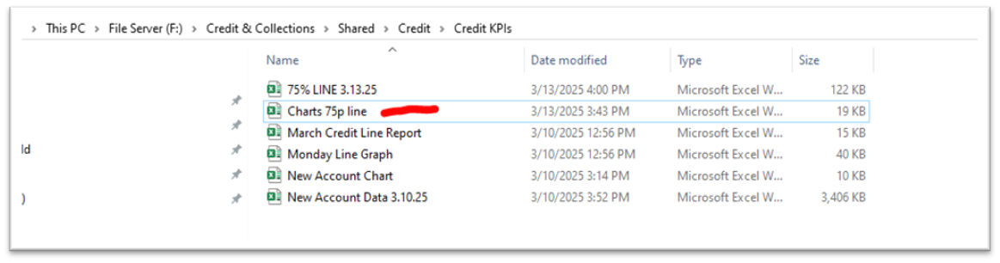 > This PC > File Server (F:) > Credit & Collections > Shared > Credit > Credit KPIs
Name Date modified Type Size
75% LINE 3.13.25 3/13/2025 4:00 PM Microsoft Excel W... 122 KB
Charts 75p line 3/13/2025 3:43 PM Microsoft Excel W... 19 KB
March Credit Line Report 3/10/2025 12:56 PM Microsoft Excel W... 15 KB
ld Monday Line Graph 3/10/2025 12:56 PM Microsoft Excel W... 40 KB
New Account Chart 3/10/2025 3:14 PM Microsoft Excel W... 10 KB
) New Account Data 3.10.25 3/10/2025 3:52 PM Microsoft Excel W... 3,406 KB